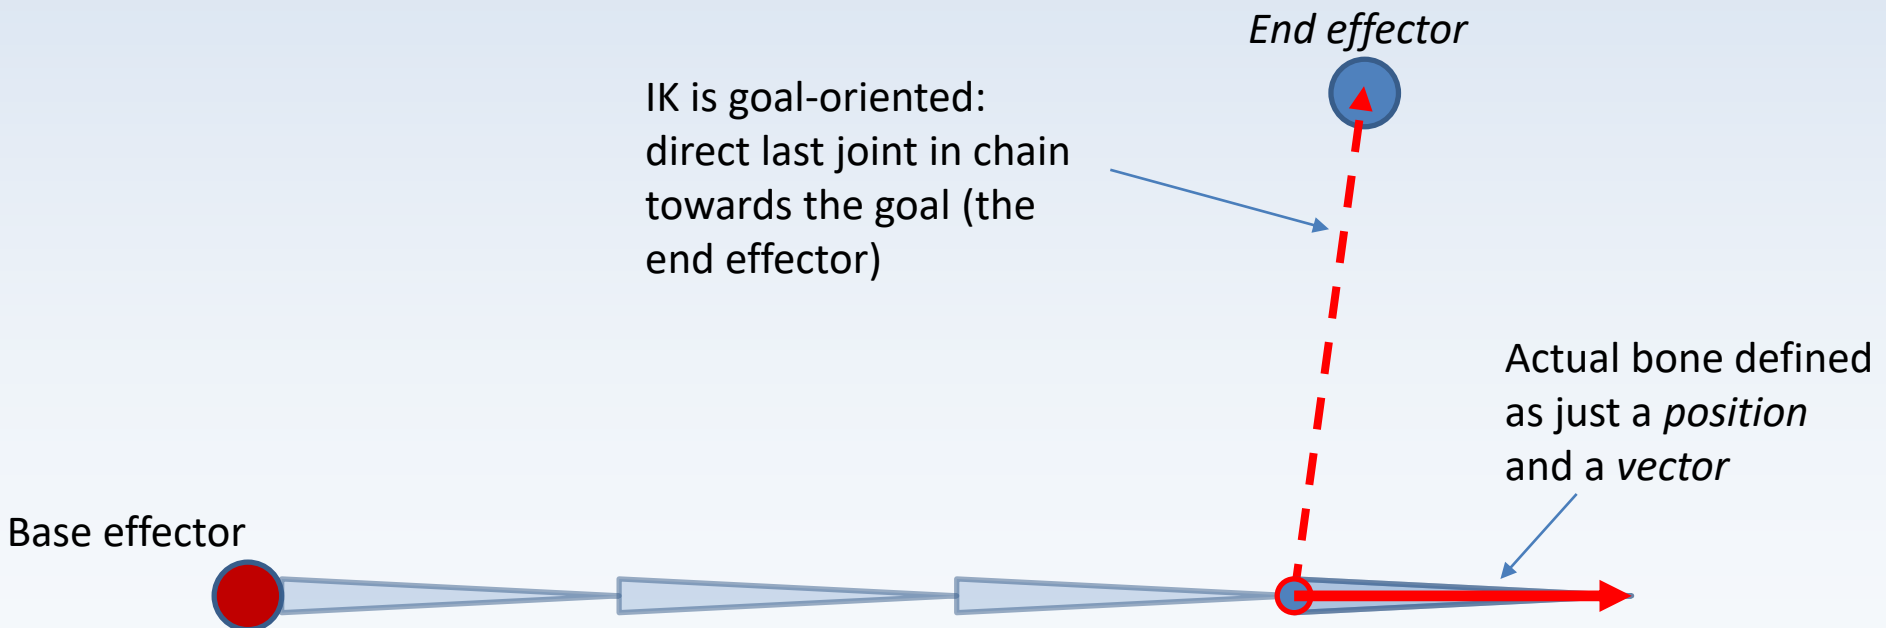 End effector
IK is goal-oriented:
direct last joint in chain
towards the goal (the
end effector)
Actual bone defined
as just a position
and a vector
Base effector